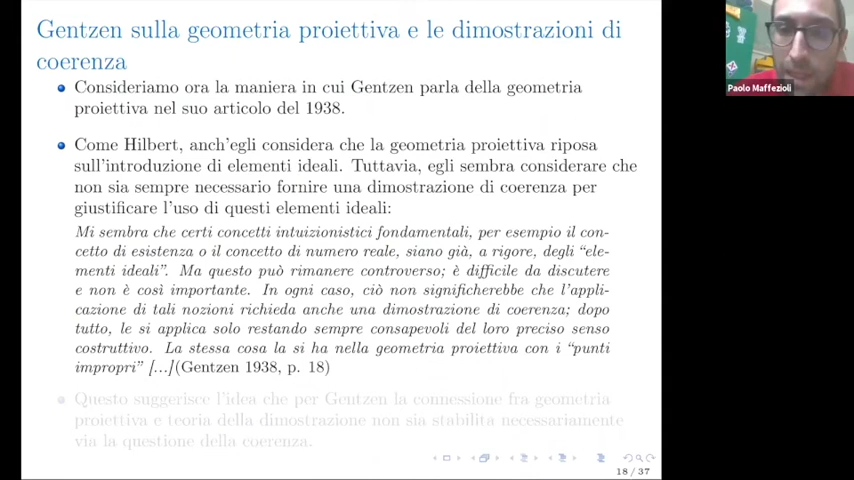 Gentzen sulla geometria proiettiva e le dimostrazioni di
coerenza
Consideriamo ora la maniera in cui Gentzen parla della geometria
proiettiva nel suo articolo del 1938.
Come Hilbert, anch'egli considera che la geometria proiettiva riposa
sull'introduzione di elementi ideali. Tuttavia, egli sembra considerare che
non sia sempre necessario fornire una dimostrazione di coerenza per
giustificare l'uso di questi elementi ideali:
Mi sembra che certi concetti intuizionistici fondamentali, per esempio il con-
cetto di esistenza o il concetto di numero reale, siano già, a rigore, degli "ele-
menti ideali". Ma questo può rimanere controverso; è difficile da discutere
e non è così importante. In ogni caso, ciò non significherebbe che l'appli-
cazione di tali nozioni richieda anche una dimostrazione di coerenza; dopo
tutto, le si applica solo restando sempre consapevoli del loro preciso senso
costruttivo. La stessa cosa la si ha nella geometria proiettiva con i "punti
impropri" [...](Gentzen 1938, p. 18)
Questo suggerisce l'idea che per Gentzen la connessione fra geometria
proiettiva e teoria della dimostrazione non sia stabilita necessariamente
via la questione della coerenza.
18 / 37
Paolo Maffezioli